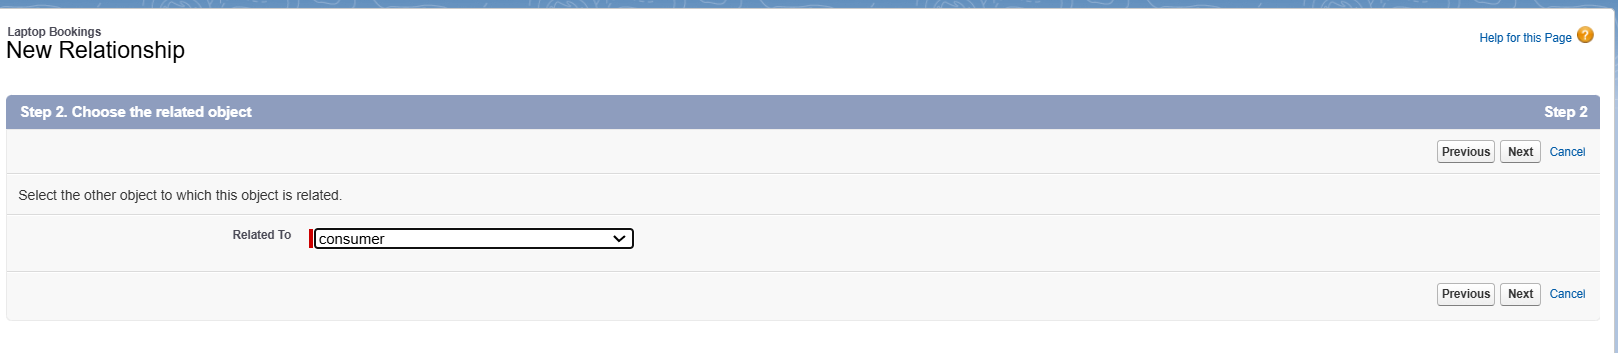 Laptop Bookings
New Relationship
Help for this Page ?
Step 2. Choose the related object
Step 2
Previous Next Cancel
Select the other object to which this object is related.
Related To consumer
Previous Next Cancel